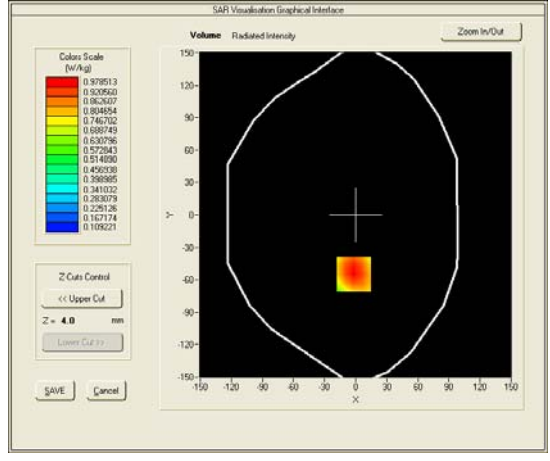 SAR Visualisation Graphical Interface
Volume Radiated Intensity
Zoom In/Out
Colors Scale
(W/kg)
0.978513
0.920560
0.862607
0.804654
0.746702
0.688749
0.630796
0.572843
0.514890
0.456938
0.398985
0.341032
0.283079
0.225126
0.167174
0.109221
Z Cuts Control
<< Upper Cut
Z = 4.0 mm
Lower Cut >>
SAVE
Cancel
150
120
90
60
30
0
-30
-60
-90
-120
-150
Y
-150 -120 -90 -60 -30 0 30 60 90 120 150
X